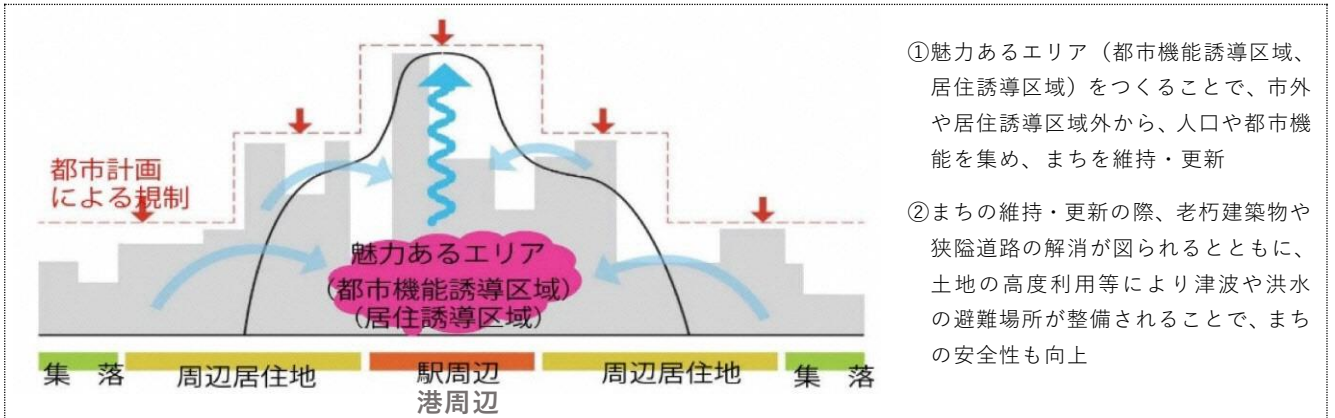 都市計画
による規制
魅力あるエリア
(都市機能誘導区域)
(居住誘導区域)
集 落
周辺居住地
駅周辺
港周辺
周辺居住地
集 落
①魅力あるエリア（都市機能誘導区域、
居住誘導区域）をつくることで、市外
や居住誘導区域外から、人口や都市機
能を集め、まちを維持・更新
②まちの維持・更新の際、老朽建築物や
狭隘道路の解消が図られるとともに、
土地の高度利用等により津波や洪水
の避難場所が整備されることで、まち
の安全性も向上